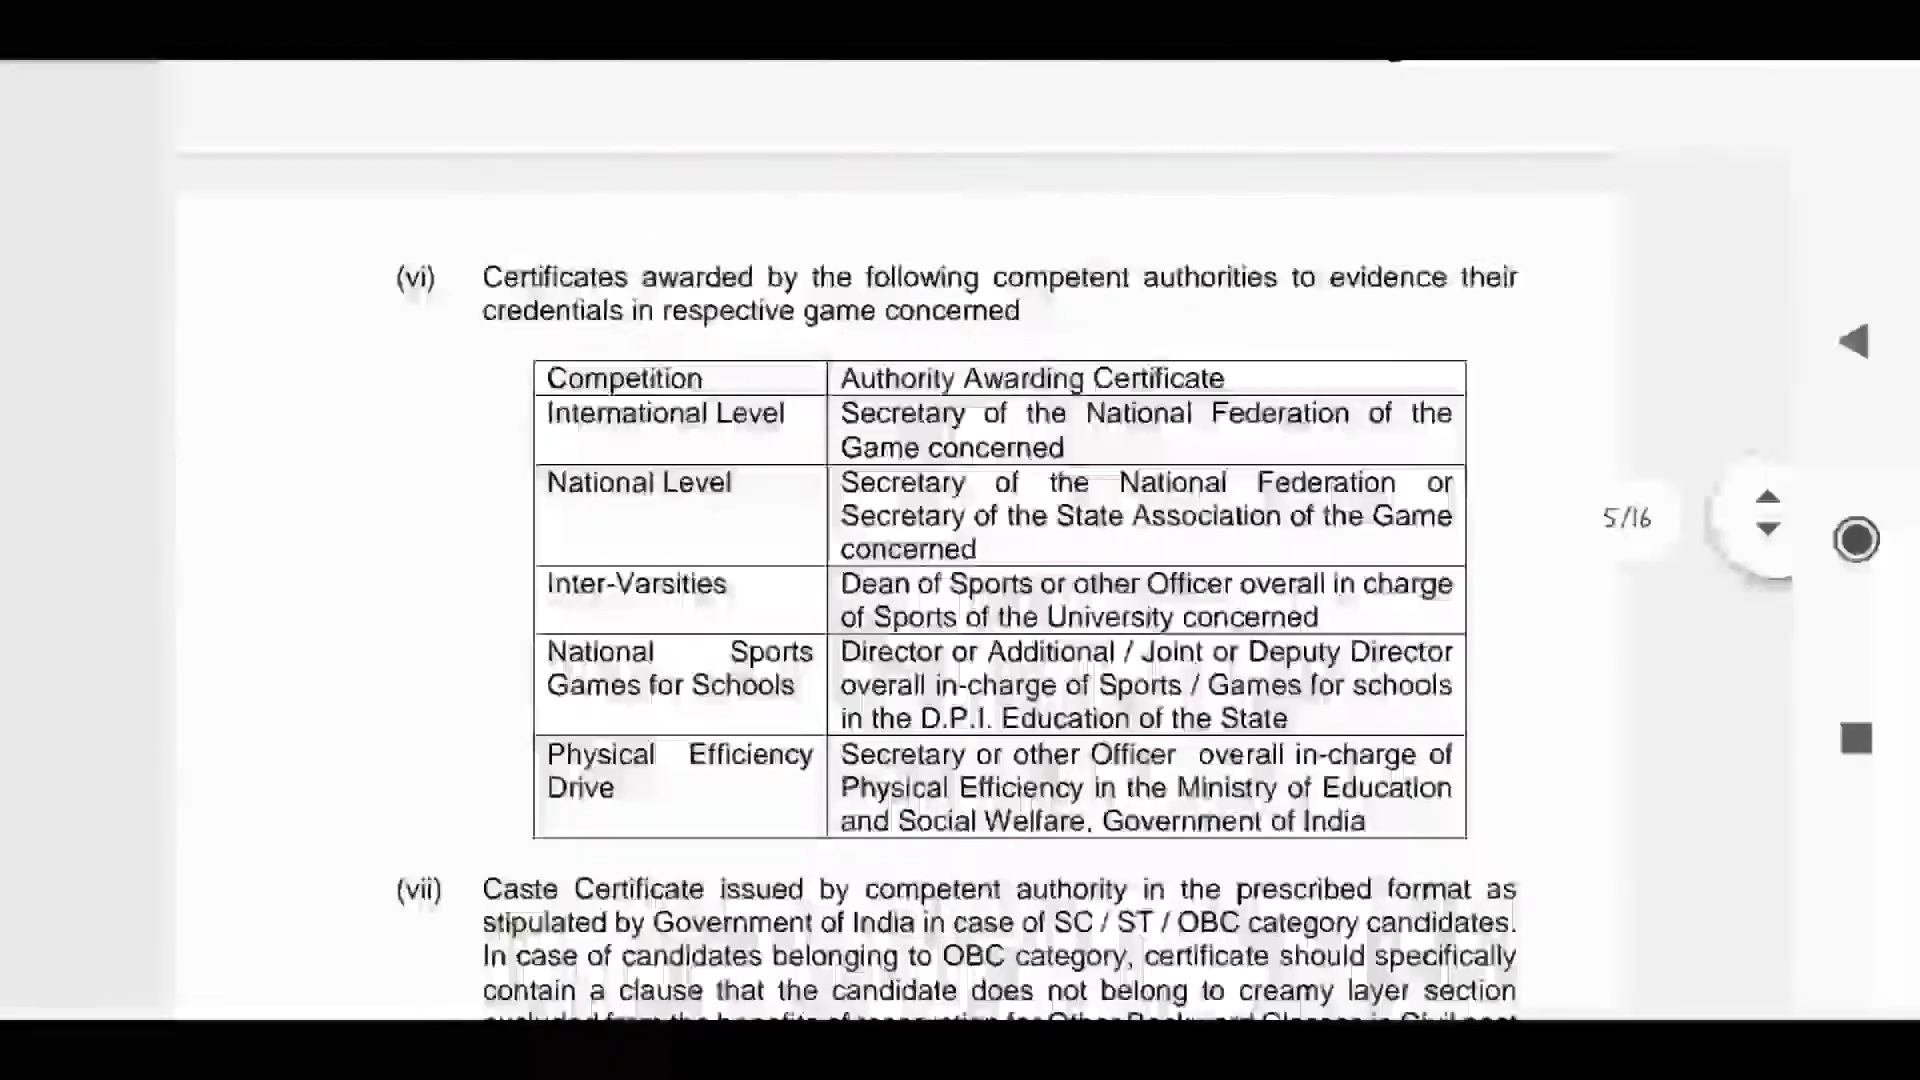 (vi) Certificates awarded by the following competent authorities to evidence their
credentials in respective game concerned
Competition Authority Awarding Certificate
International Level Secretary of the National Federation of the
Game concerned
National Level Secretary of the National Federation or
Secretary of the State Association of the Game
concerned
5/16
Inter-Varsities Dean of Sports or other Officer overall in charge
of Sports of the University concerned
National Sports Director or Additional / Joint or Deputy Director
Games for Schools overall in-charge of Sports / Games for schools
in the D.P.I. Education of the State
Physical Efficiency Secretary or other Officer overall in-charge of
Drive Physical Efficiency in the Ministry of Education
and Social Welfare, Government of India
(vii) Caste Certificate issued by competent authority in the prescribed format as
stipulated by Government of India in case of SC / ST / OBC category candidates.
In case of candidates belonging to OBC category, certificate should specifically
contain a clause that the candidate does not belong to creamy layer section